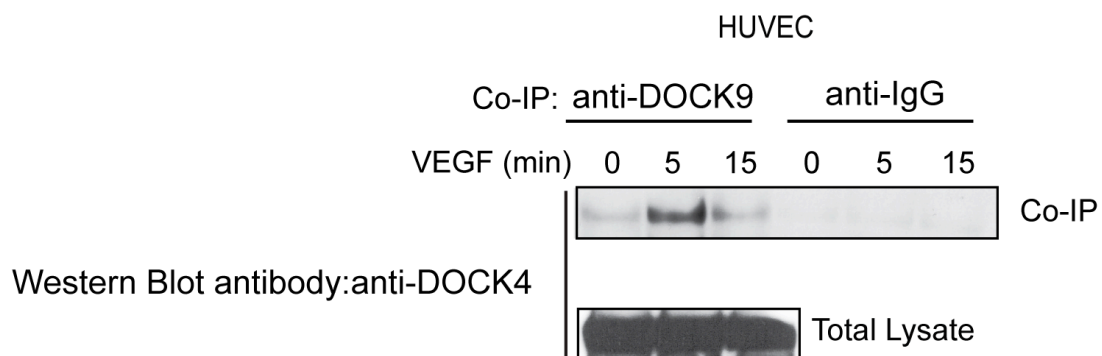 HUVEC
Co-IP: anti-DOCK9 anti-IgG
VEGF (min) 0 5 15 0 5 15
Co-IP
Western Blot antibody:anti-DOCK4
Total Lysate